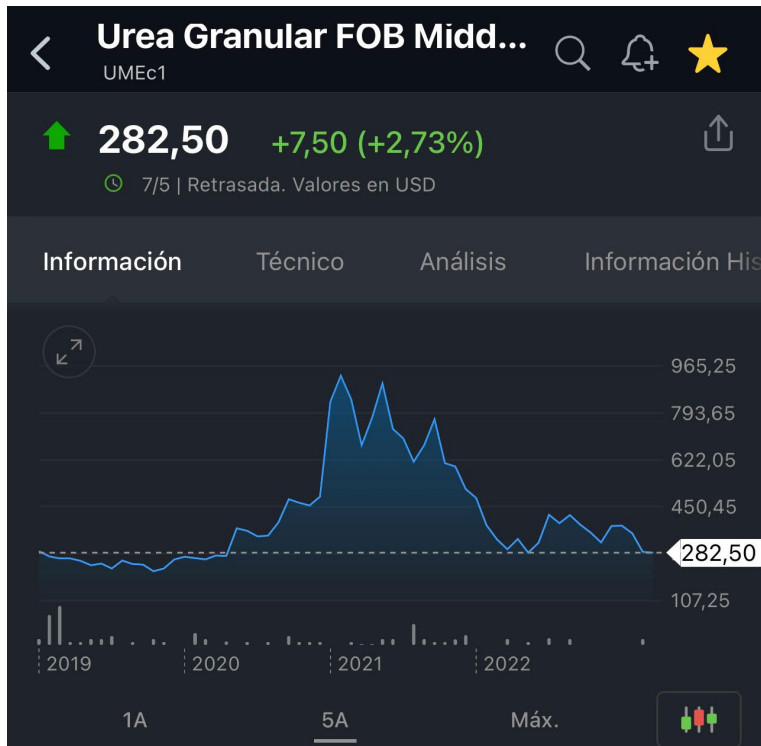 Urea Granular FOB Midd...
UMEc1
282,50 +7,50 (+2,73%)
7/5 | Retrasada. Valores en USD
Información Técnico Análisis Información His
965,25
793,65
622,05
450,45
282,50
107,25
2019 2020 2021 2022
1A 5A Máx.